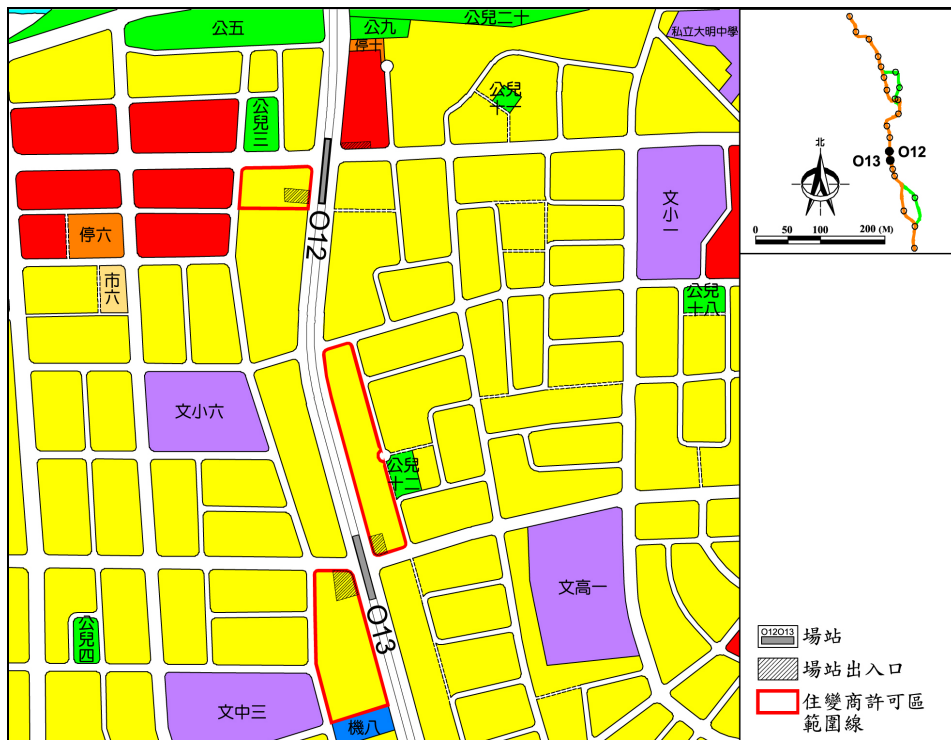 公五
公九
公兒二十
私立大明中學
停十
公兒
十一
公兒三
文小一
O12
停六
市六
公兒
十八
文小六
公兒
十二
文高一
O13
公兒四
文中三
機八
北
O12
O13
0 50 100 200 (M)
O12O13 場站
場站出入口
住變商許可區
範圍線